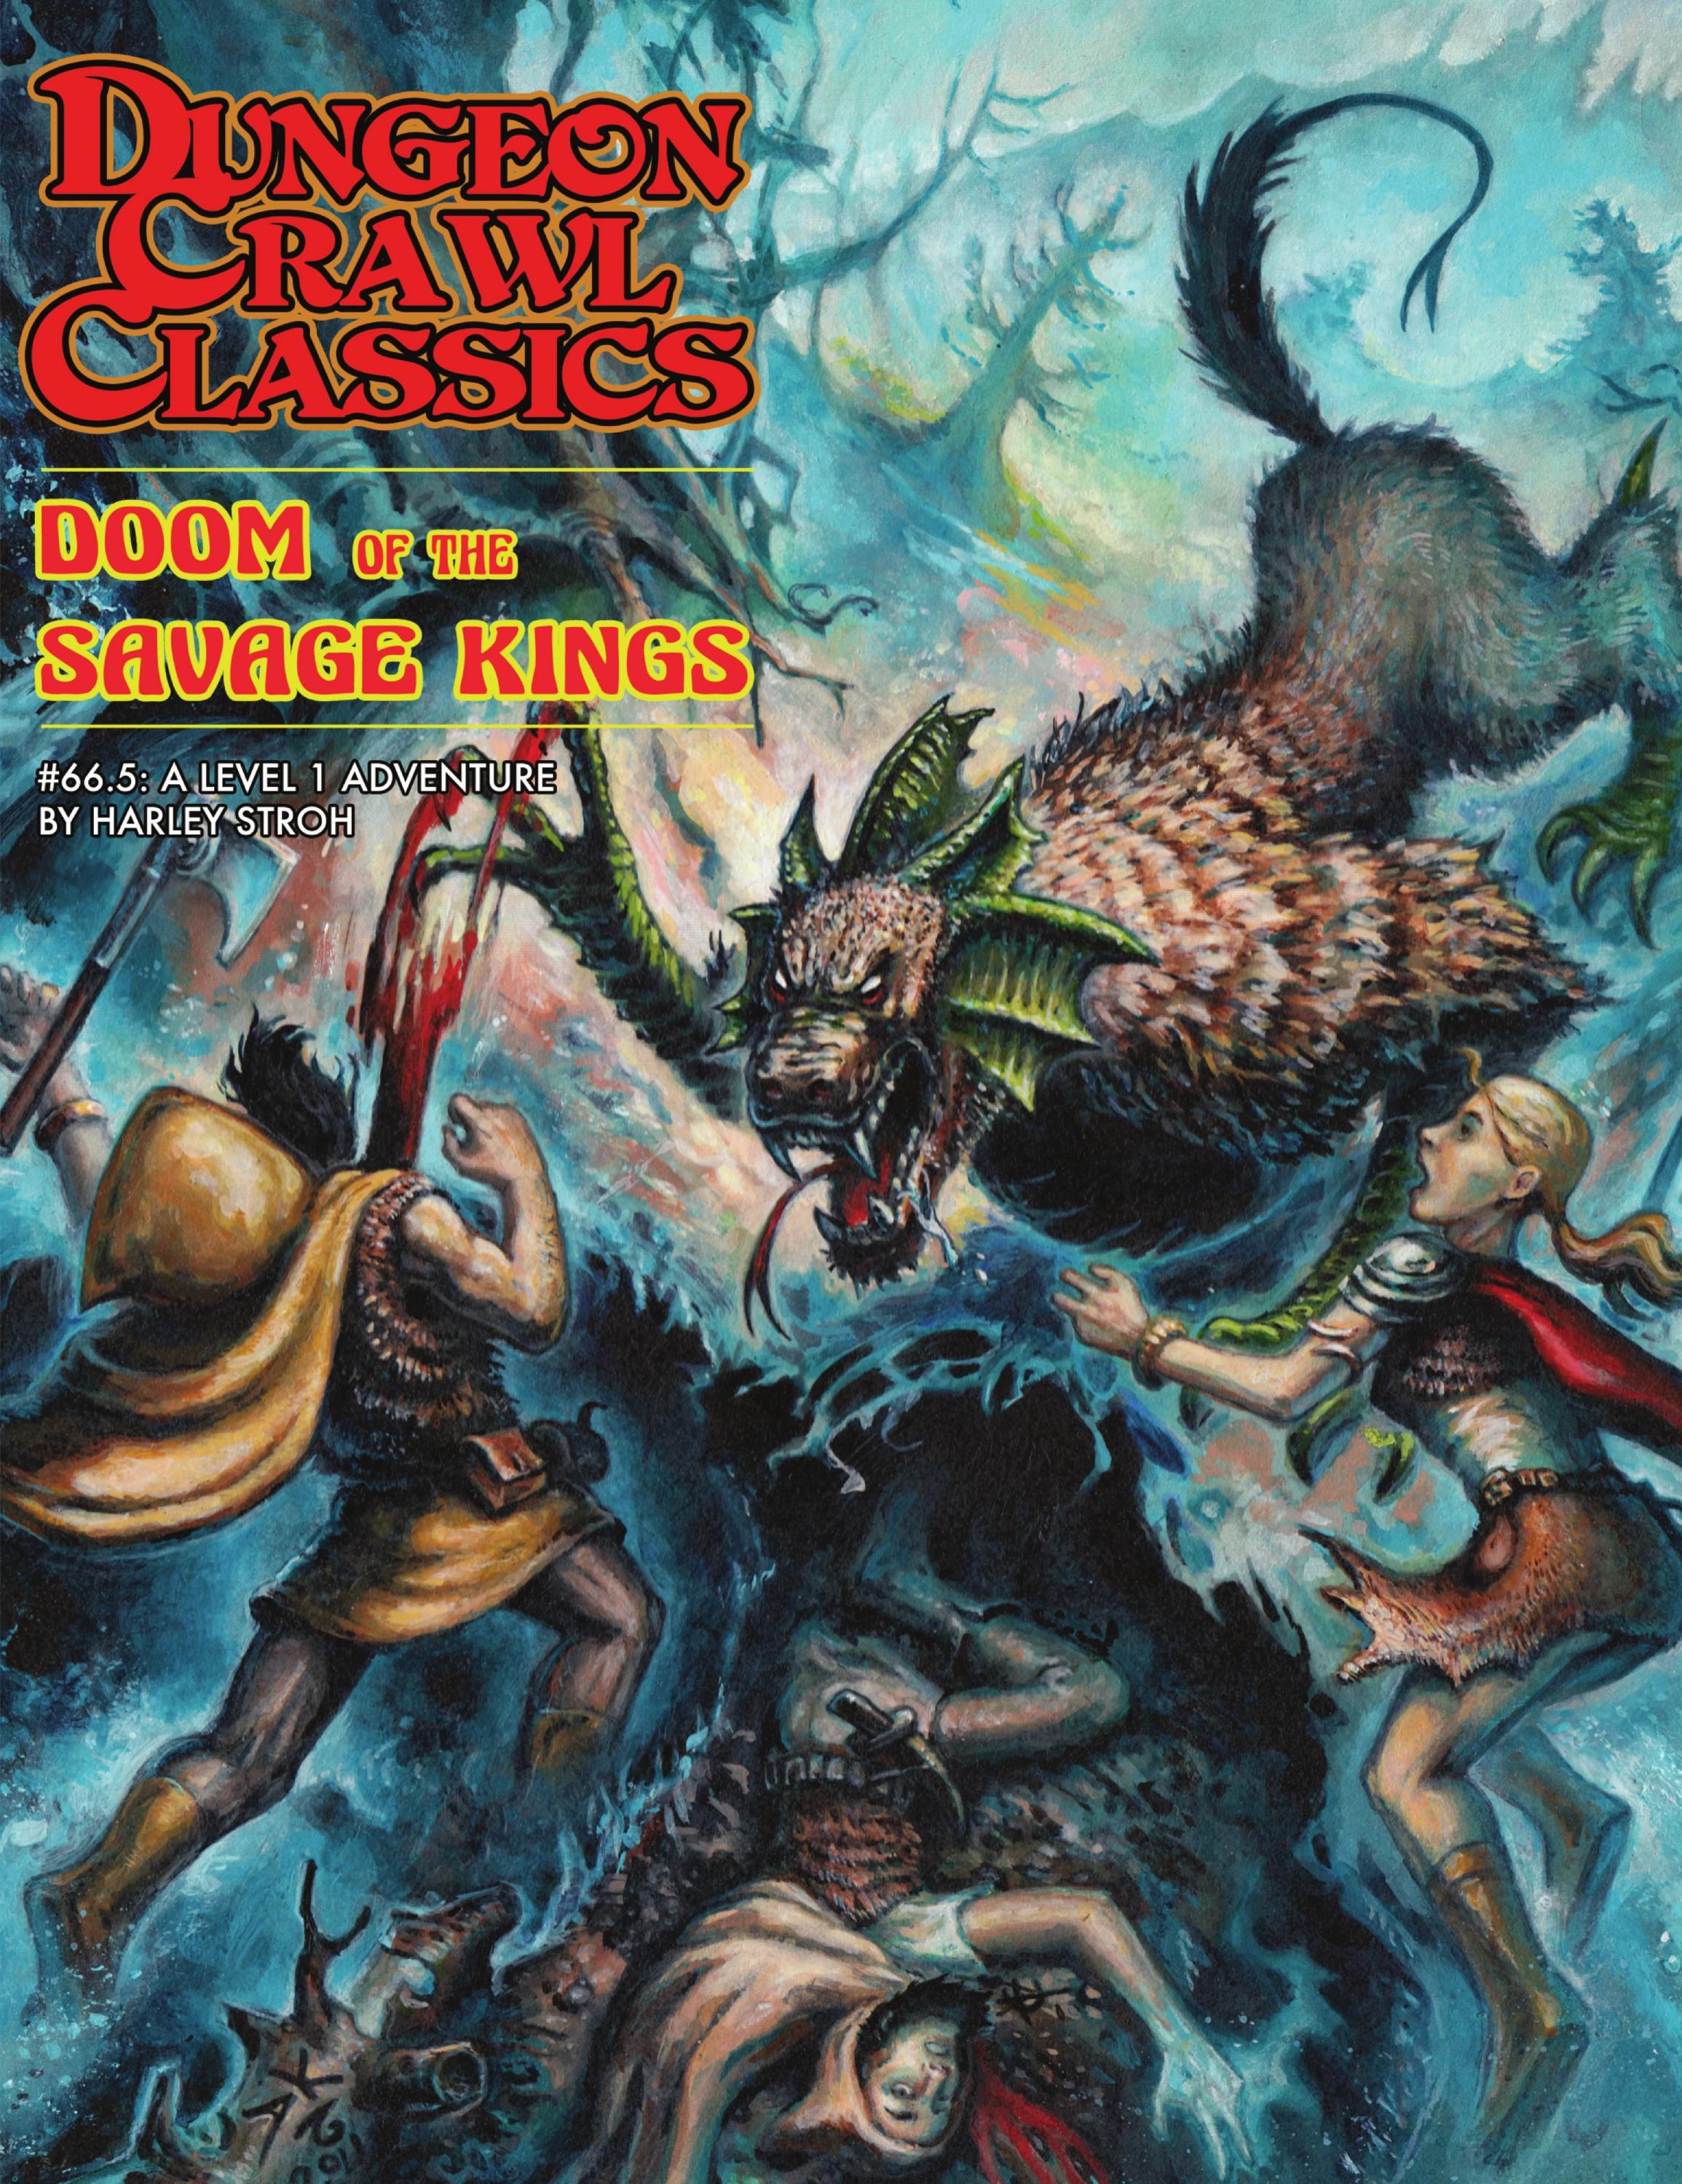 DUNGEON
CRAWL
CLASSICS
DOOM OF THE
SAVAGE KINGS
#66.5: A LEVEL 1 ADVENTURE
BY HARLEY STROH